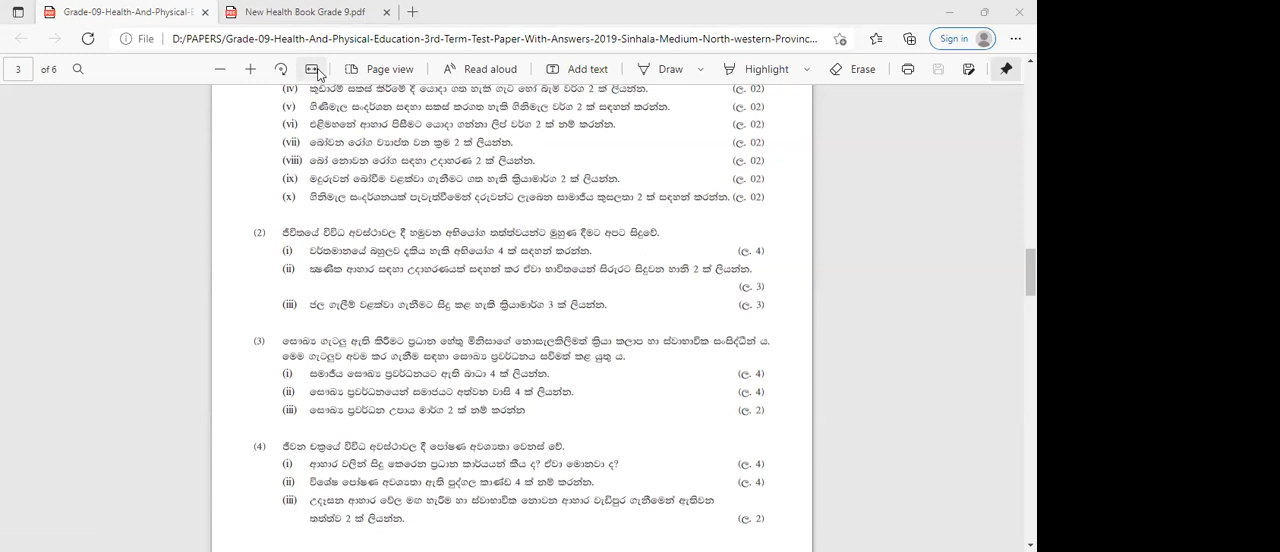 Grade-09-Health-And-Physical-E
New Health Book Grade 9.pdf
File D:/PAPERS/Grade-09-Health-And-Physical-Education-3rd-Term-Test-Paper-With-Answers-2019-Sinhala-Medium-North-western-Provinc... Sign in
3 of 6 Page view Read aloud Add text Draw Highlight Erase
(iv) කුඩාරම් සකස් කිරීමේ දී යොදා ගත හැකි ගැට හෝ බැම් වර්ග 2 ක් ලියන්න. (ල. 02)
(v) ගිණිමැල සංදර්ශන සඳහා සකස් කරගත හැකි ගිනිමැල වර්ග 2 ක් සඳහන් කරන්න. (ල. 02)
(vi) එළිමහනේ ආහාර පිසීමට යොදා ගන්නා ලිප් වර්ග 2 ක් නම් කරන්න. (ල. 02)
(vii) බෝවන රෝග ව්‍යාප්ත වන ක්‍රම 2 ක් ලියන්න. (ල. 02)
(viii) බෝ නොවන රෝග සඳහා උදාහරණ 2 ක් ලියන්න. (ල. 02)
(ix) මදුරුවන් බෝවීම වළක්වා ගැනීමට ගත හැකි ක්‍රියාමාර්ග 2 ක් ලියන්න. (ල. 02)
(x) ගිනිමැල සංදර්ශනයක් පැවැත්වීමෙන් දරුවන්ට ලැබෙන සාමාජීය කුසලතා 2 ක් සඳහන් කරන්න. (ල. 02)
(2) ජීවිතයේ විවිධ අවස්ථාවල දී හමුවන අභියෝග තත්ත්වයන්ට මුහුණ දීමට අපට සිදුවේ.
(i) වර්තමානයේ බහුලව දැකිය හැකි අභියෝග 4 ක් සඳහන් කරන්න. (ල. 4)
(ii) ක්‍ෂණික ආහාර සඳහා උදාහරණයක් සඳහන් කර ඒවා භාවිතයෙන් සිරුරට සිදුවන හානි 2 ක් ලියන්න.
(ල. 3)
(iii) ජල ගැලීම් වළක්වා ගැනීමට සිදු කළ හැකි ක්‍රියාමාර්ග 3 ක් ලියන්න. (ල. 3)
(3) සෞඛ්‍ය ගැටලු ඇති කිරීමට ප්‍රධාන හේතු මිනිසාගේ නොසැලකිලිමත් ක්‍රියා කලාප හා ස්වාභාවික සංසිද්ධීන් ය.
මෙම ගැටලුව අවම කර ගැනීම සඳහා සෞඛ්‍ය ප්‍රවර්ධනය සවිමත් කළ යුතු ය.
(i) සමාජීය සෞඛ්‍ය ප්‍රවර්ධනයට ඇති බාධා 4 ක් ලියන්න. (ල. 4)
(ii) සෞඛ්‍ය ප්‍රවර්ධනයෙන් සමාජයට අත්වන වාසි 4 ක් ලියන්න. (ල. 4)
(iii) සෞඛ්‍ය ප්‍රවර්ධන උපාය මාර්ග 2 ක් නම් කරන්න (ල. 2)
(4) ජීවන චක්‍රයේ විවිධ අවස්ථාවල දී පෝෂණ අවශ්‍යතා වෙනස් වේ.
(i) ආහාර වලින් සිදු කෙරෙන ප්‍රධාන කාර්යයන් කීය ද? ඒවා මොනවා ද? (ල. 4)
(ii) විශේෂ පෝෂණ අවශ්‍යතා ඇති පුද්ගල කාණ්ඩ 4 ක් නම් කරන්න. (ල. 4)
(iii) උදෑසන ආහාර වේල මඟ හැරීම හා ස්වාභාවික නොවන ආහාර වැඩිපුර ගැනීමෙන් ඇතිවන
තත්ත්ව 2 ක් ලියන්න. (ල. 2)